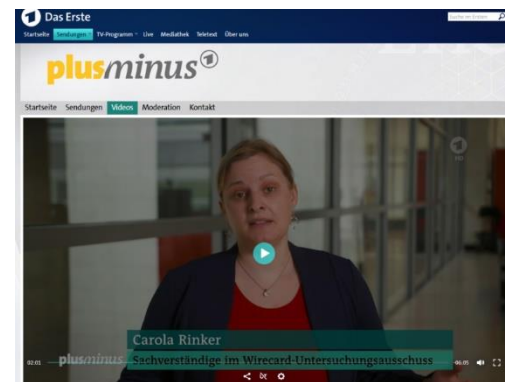 Das Erste
Suche im Ersten
Startseite Sendungen TV-Programm Live Mediathek Teletext Über uns
plusminus
Startseite Sendungen Videos Moderation Kontakt
Carola Rinker
Sachverständige im Wirecard-Untersuchungsausschuss
02:01 plusminus -06:05